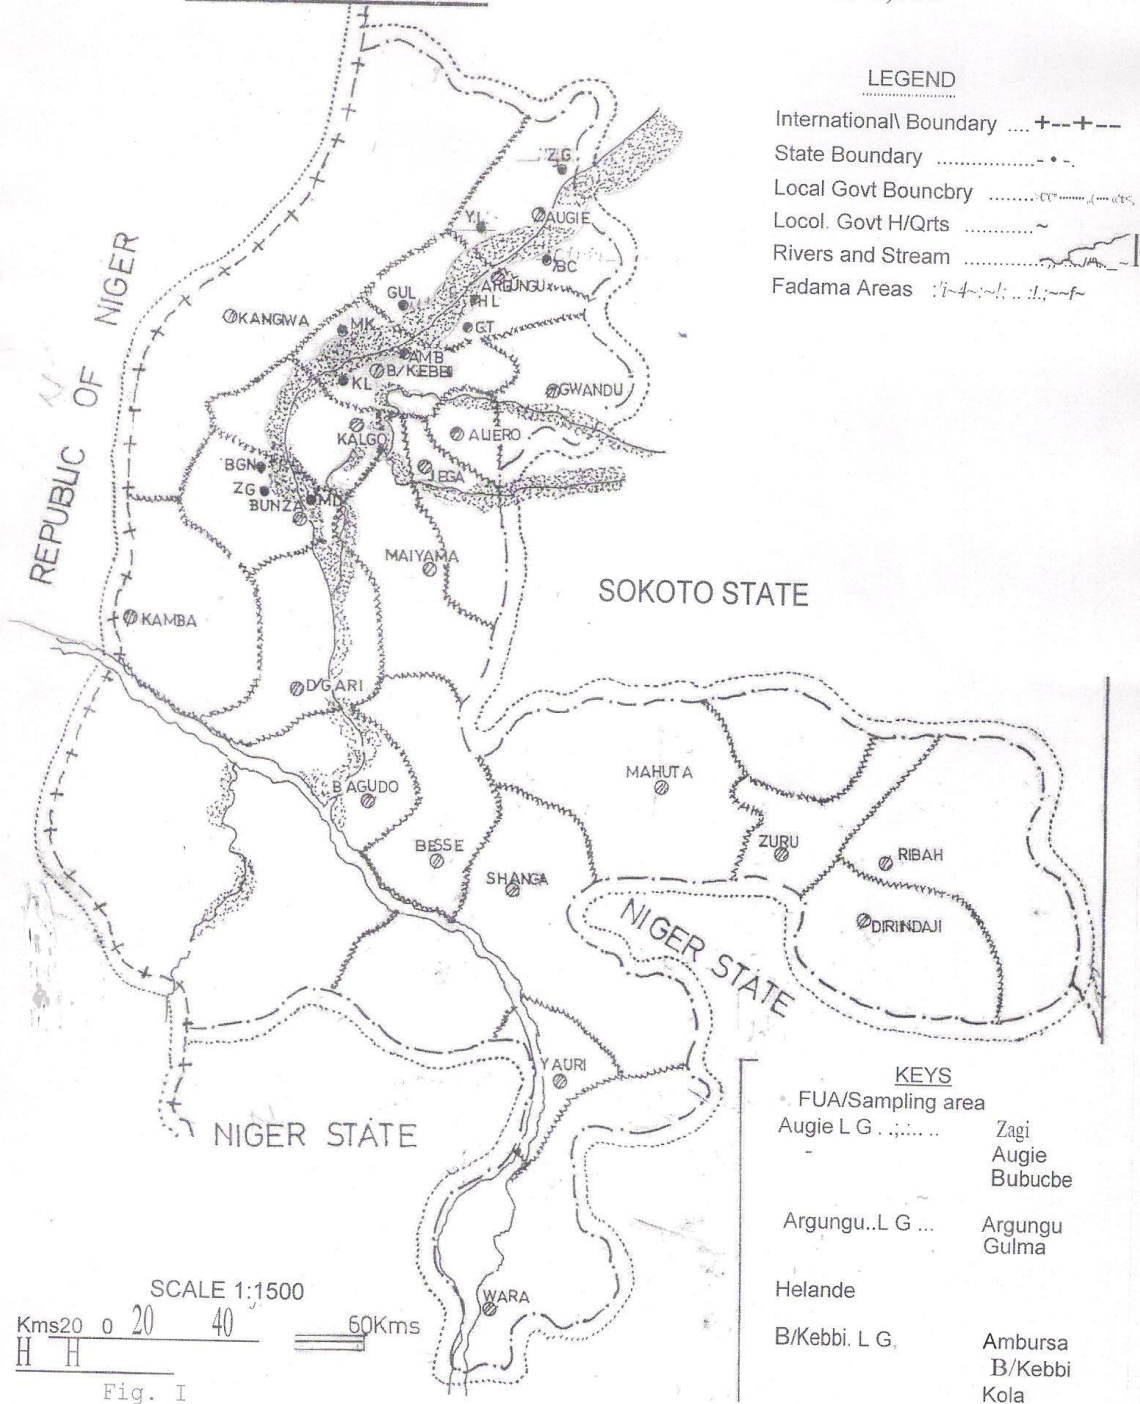 LEGEND
International\ Boundary .... +--+--
State Boundary ................- • -.
Local Govt Bouncbry ........
Locol. Govt H/Qrts ........... ~
Rivers and Stream ................
Fadama Areas
REPUBLIC OF NIGER
ZG
YL
AUGIE
BC
ARGUNGU
HL
GUL
GT
KANGIWA
MK
AMB
B/KEBBI
KL
GWANDU
KALGO
ALIERO
BGN
JEGA
ZG
BUNZA
MD
MAIYAMA
SOKOTO STATE
KAMBA
D'GARI
MAHUTA
BAGUDO
BESSE
ZURU
RIBAH
SHANGA
DIRINDAJI
NIGER STATE
YAURI
NIGER STATE
WARA
KEYS
FUA/Sampling area
Augie L G . .;.:.. .. Zagi
Augie
Bubucbe
Argungu..L G ... Argungu
Gulma
Helande
B/Kebbi. L G, Ambursa
B/Kebbi
Kola
SCALE 1:1500
Kms20 0 20 40 60Kms
Fig. I